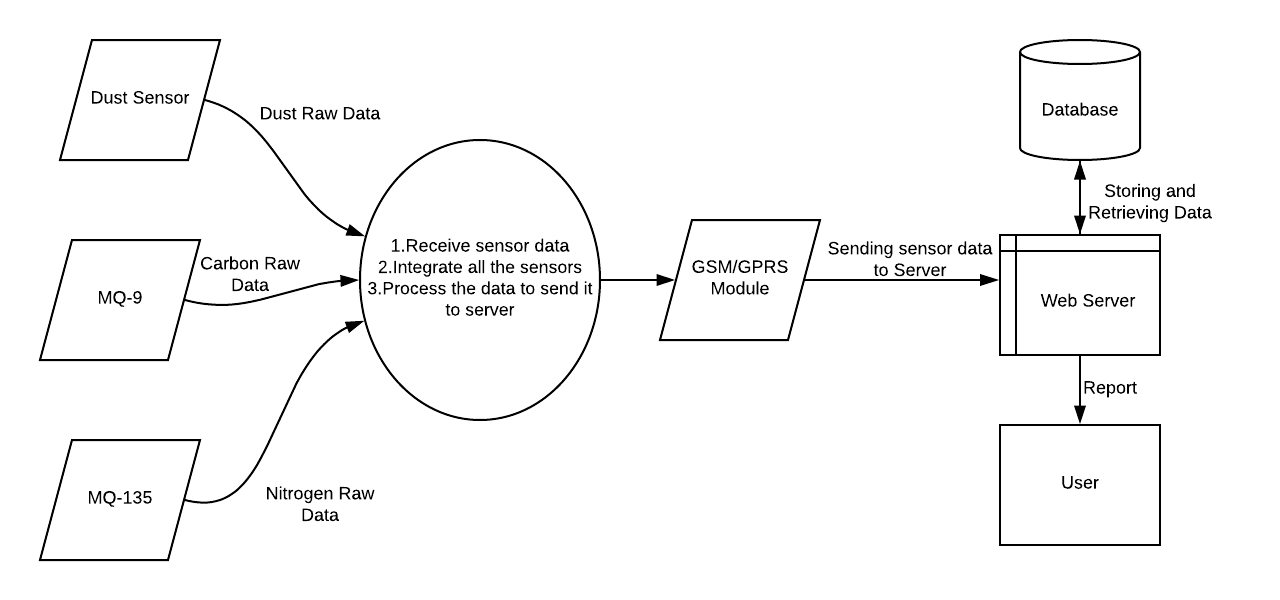 Dust Sensor
Dust Raw Data
MQ-9
Carbon Raw
Data
MQ-135
Nitrogen Raw
Data
1.Receive sensor data
2.Integrate all the sensors
3.Process the data to send it
to server
GSM/GPRS
Module
Sending sensor data
to Server
Database
Storing and
Retrieving Data
Web Server
Report
User